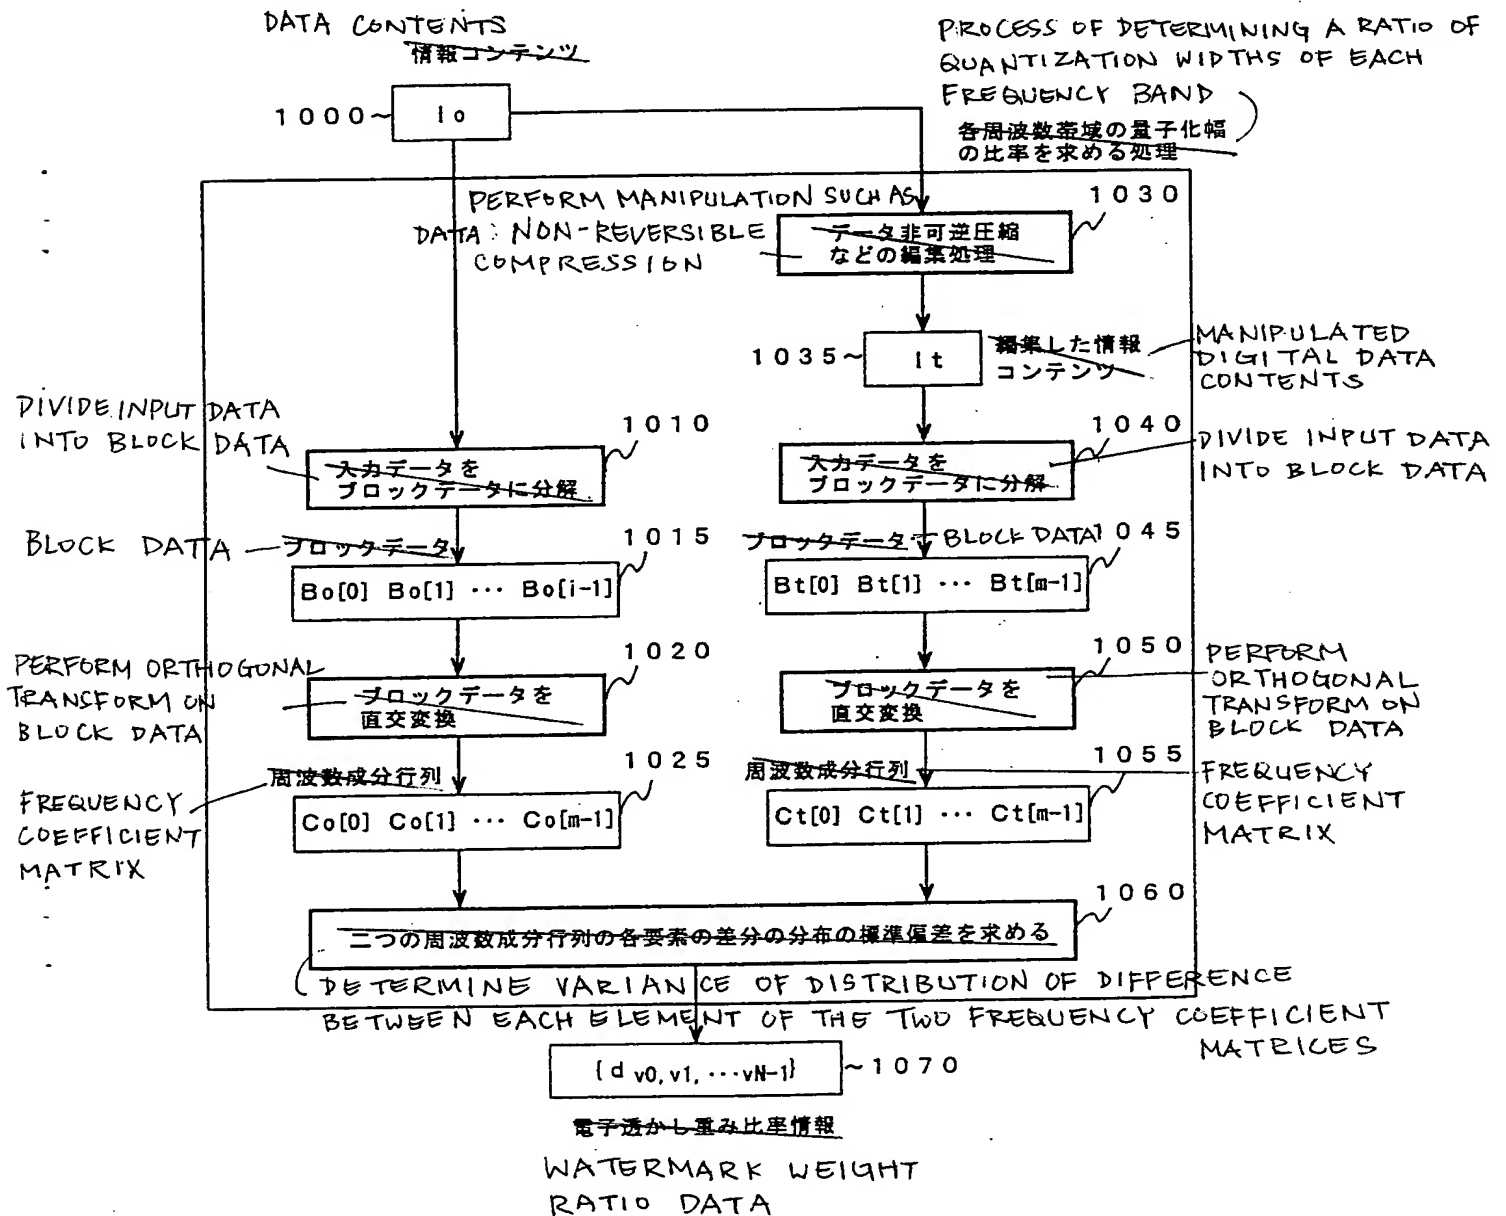 DATA CONTENTS
情報コンテンツ
PROCESS OF DETERMINING A RATIO OF
QUANTIZATION WIDTHS OF EACH
FREQUENCY BAND
各周波数帯域の量子化幅
の比率を求める処理
1000~
Io
PERFORM MANIPULATION SUCH AS
DATA NON-REVERSIBLE
COMPRESSION
1030
データ非可逆圧縮
などの編集処理
1035~
It
編集した情報
コンテンツ
MANIPULATED
DIGITAL DATA
CONTENTS
DIVIDE INPUT DATA
INTO BLOCK DATA
1010
入力データを
ブロックデータに分解
1040
入力データを
ブロックデータに分解
DIVIDE INPUT DATA
INTO BLOCK DATA
BLOCK DATA
ブロックデータ
1015
Bo[0] Bo[1] ··· Bo[i-1]
ブロックデータ
BLOCK DATA
1045
Bt[0] Bt[1] ··· Bt[m-1]
PERFORM ORTHOGONAL
TRANSFORM ON
BLOCK DATA
1020
ブロックデータを
直交変換
1050
ブロックデータを
直交変換
PERFORM
ORTHOGONAL
TRANSFORM ON
BLOCK DATA
FREQUENCY
COEFFICIENT
MATRIX
周波数成分行列
1025
Co[0] Co[1] ··· Co[m-1]
周波数成分行列
1055
Ct[0] Ct[1] ··· Ct[m-1]
FREQUENCY
COEFFICIENT
MATRIX
1060
二つの周波数成分行列の各要素の差分の分布の標準偏差を求める
DETERMINE VARIANCE OF DISTRIBUTION OF DIFFERENCE
BETWEEN EACH ELEMENT OF THE TWO FREQUENCY COEFFICIENT
MATRICES
{d v0, v1, ··· vN-1}
~1070
電子透かし重み比率情報
WATERMARK WEIGHT
RATIO DATA